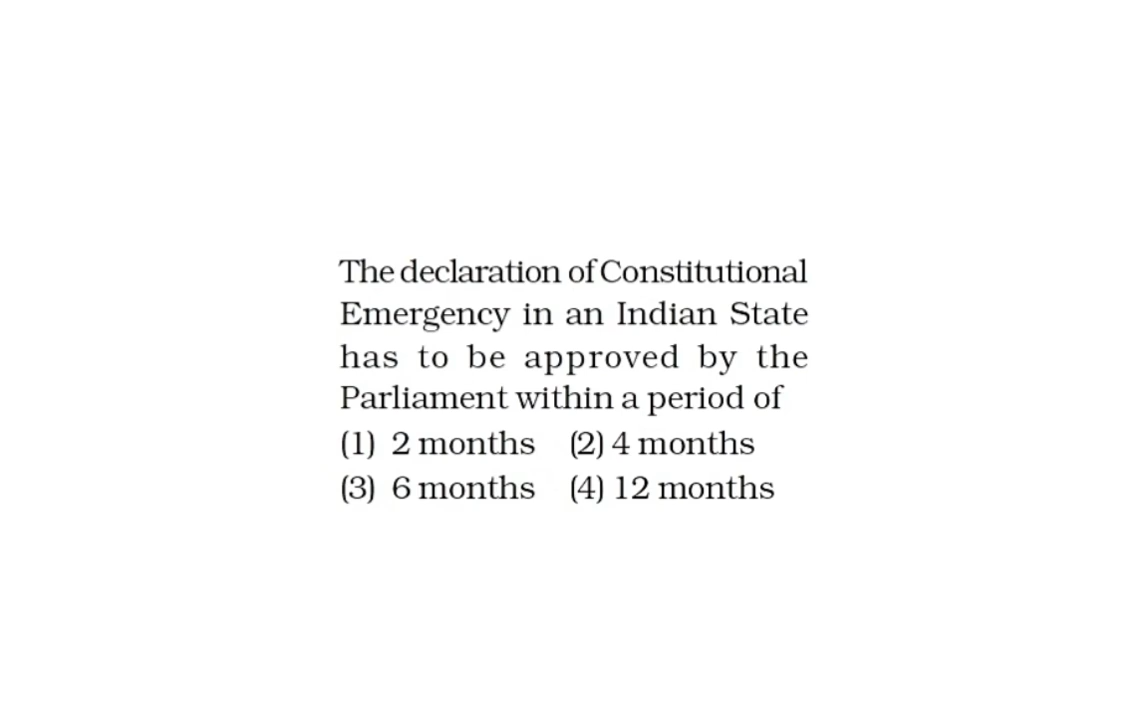 The declaration of Constitutional
Emergency in an Indian State
has to be approved by the
Parliament within a period of
(1) 2 months (2) 4 months
(3) 6 months (4) 12 months